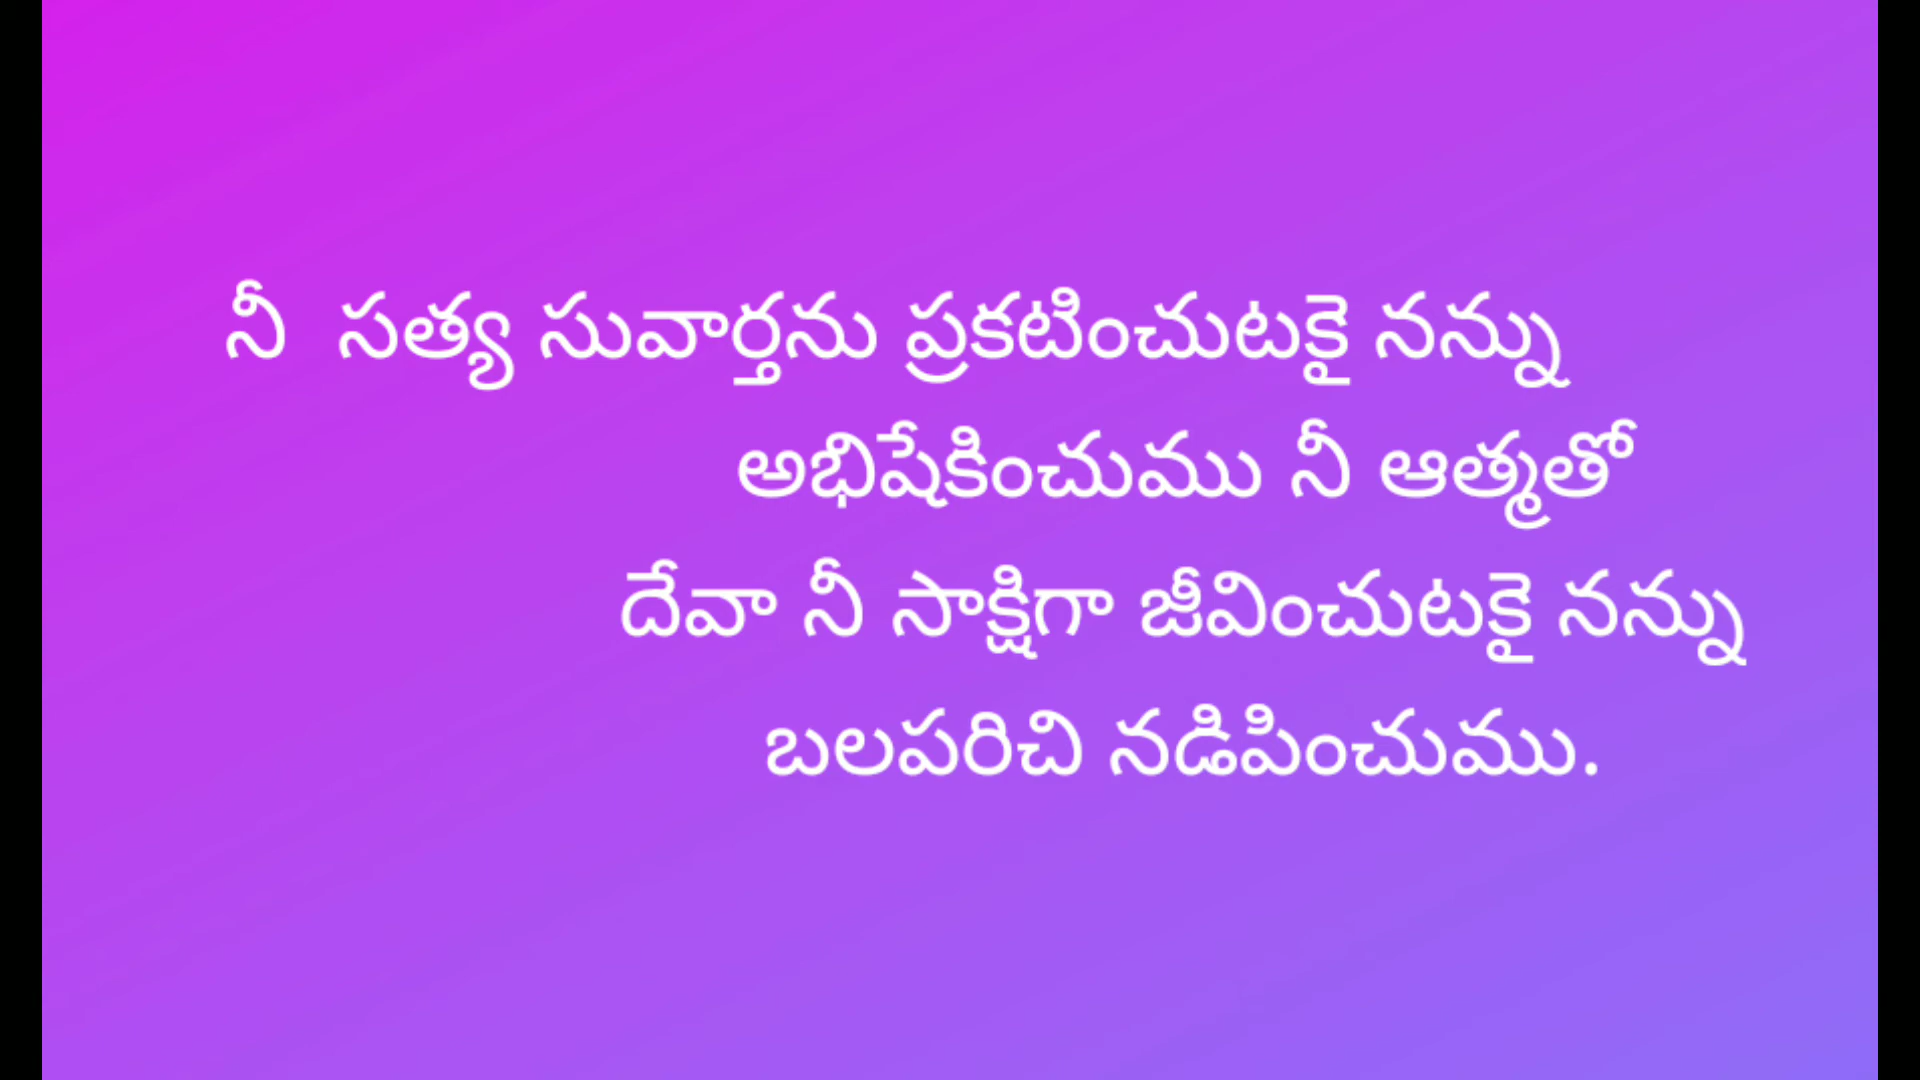 నీ సత్య సువార్తను ప్రకటించుటకై నన్ను
అభిషేకించుము నీ ఆత్మతో
దేవా నీ సాక్షిగా జీవించుటకై నన్ను
బలపరిచి నడిపించుము.